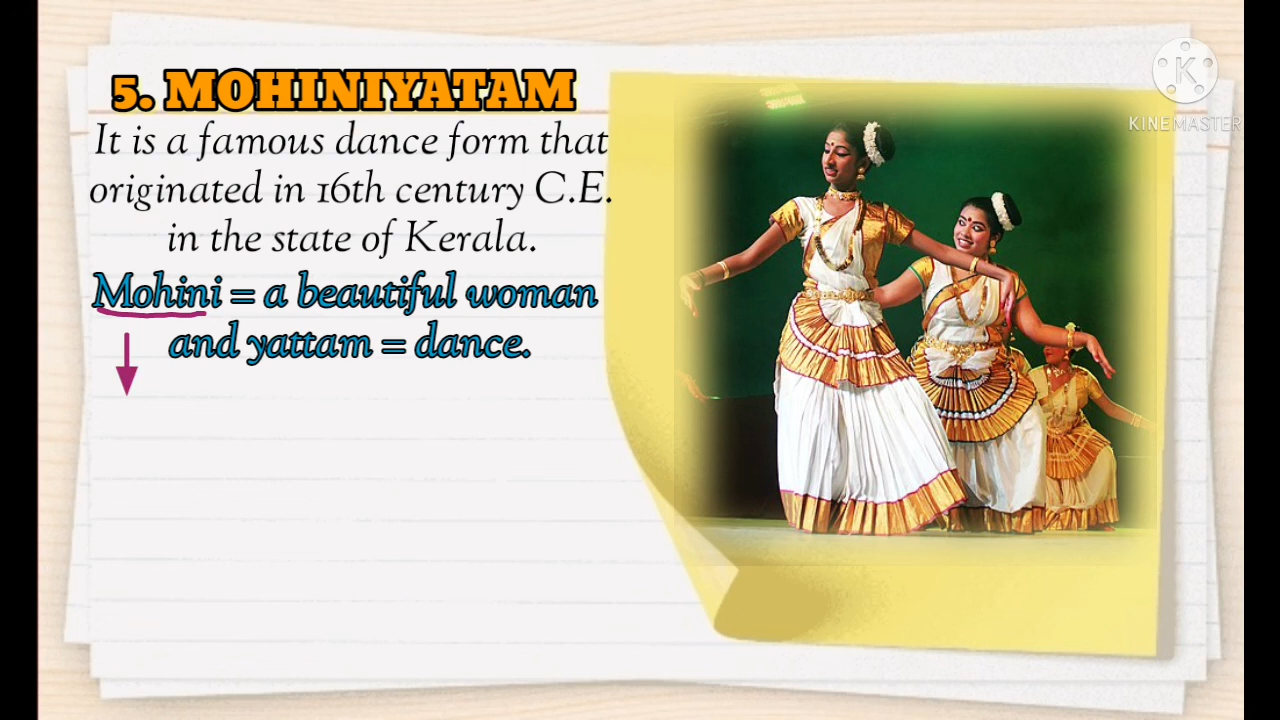 5. MOHINIYATAM
It is a famous dance form that
originated in 16th century C.E.
in the state of Kerala.
Mohini = a beautiful woman
and yattam = dance.
K
KINEMASTER